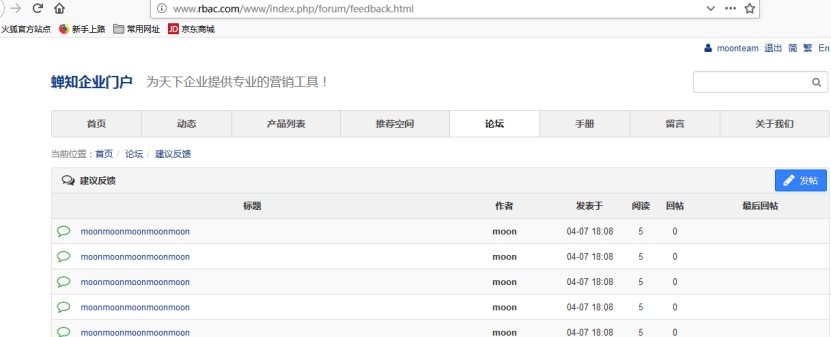 www.rbac.com/www/index.php/forum/feedback.html
火狐官方站点 新手上路 常用网址 JD 京东商城
moonteam 退出 简 繁 En
蝉知企业门户 为天下企业提供专业的营销工具！
首页 动态 产品列表 推荐空间 论坛 手册 留言 关于我们
当前位置：首页 / 论坛 / 建议反馈
建议反馈 发帖
标题 作者 发表于 阅读 回帖 最后回帖
moonmoonmoonmoonmoon moon 04-07 18:08 5 0
moonmoonmoonmoonmoon moon 04-07 18:08 5 0
moonmoonmoonmoonmoon moon 04-07 18:08 5 0
moonmoonmoonmoonmoon moon 04-07 18:08 5 0
moonmoonmoonmoonmoon moon 04-07 18:08 5 0